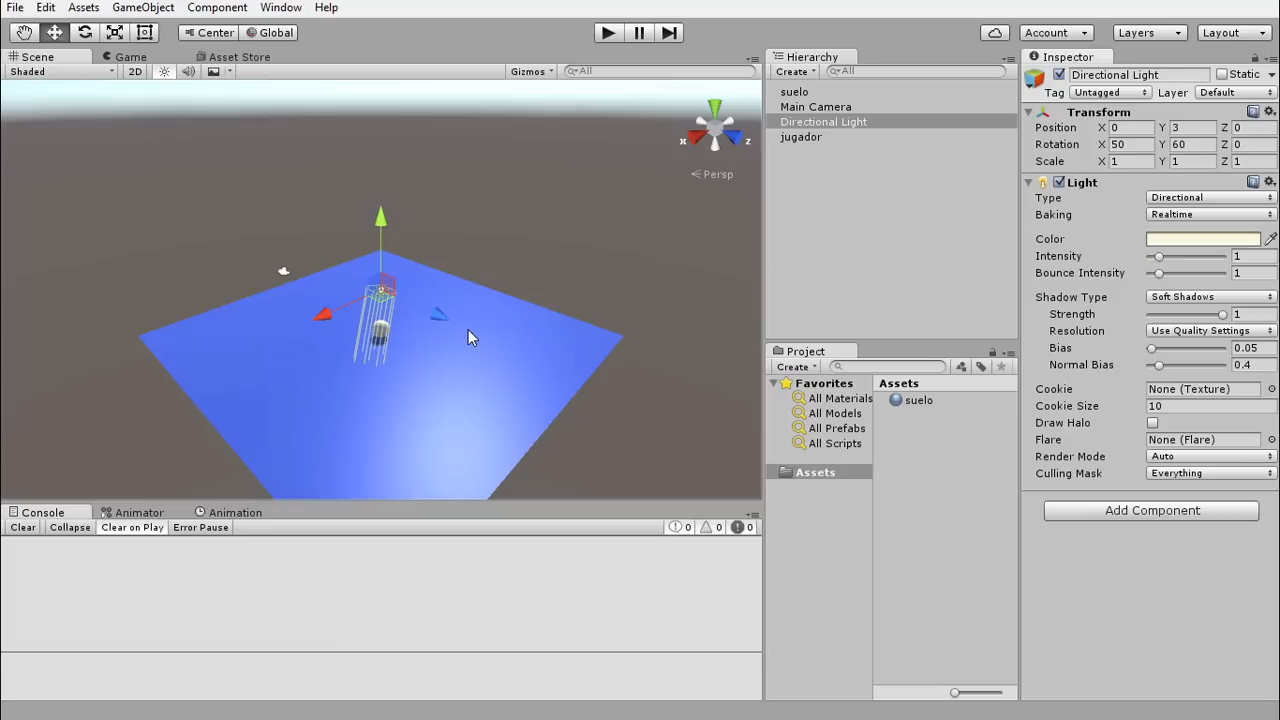 File Edit Assets GameObject Component Window Help
Center Global Account Layers Layout
Scene Game Asset Store
Shaded 2D Gizmos All
x z
Persp
Console Animator Animation
Clear Collapse Clear on Play Error Pause 0 0 0
Hierarchy
Create All
suelo
Main Camera
Directional Light
jugador
Project
Create
Favorites
All Materials
All Models
All Prefabs
All Scripts
Assets
Assets
suelo
Inspector
Directional Light Static
Tag Untagged Layer Default
Transform
Position X 0 Y 3 Z 0
Rotation X 50 Y 60 Z 0
Scale X 1 Y 1 Z 1
Light
Type Directional
Baking Realtime
Color
Intensity 1
Bounce Intensity 1
Shadow Type Soft Shadows
Strength 1
Resolution Use Quality Settings
Bias 0.05
Normal Bias 0.4
Cookie None (Texture)
Cookie Size 10
Draw Halo
Flare None (Flare)
Render Mode Auto
Culling Mask Everything
Add Component